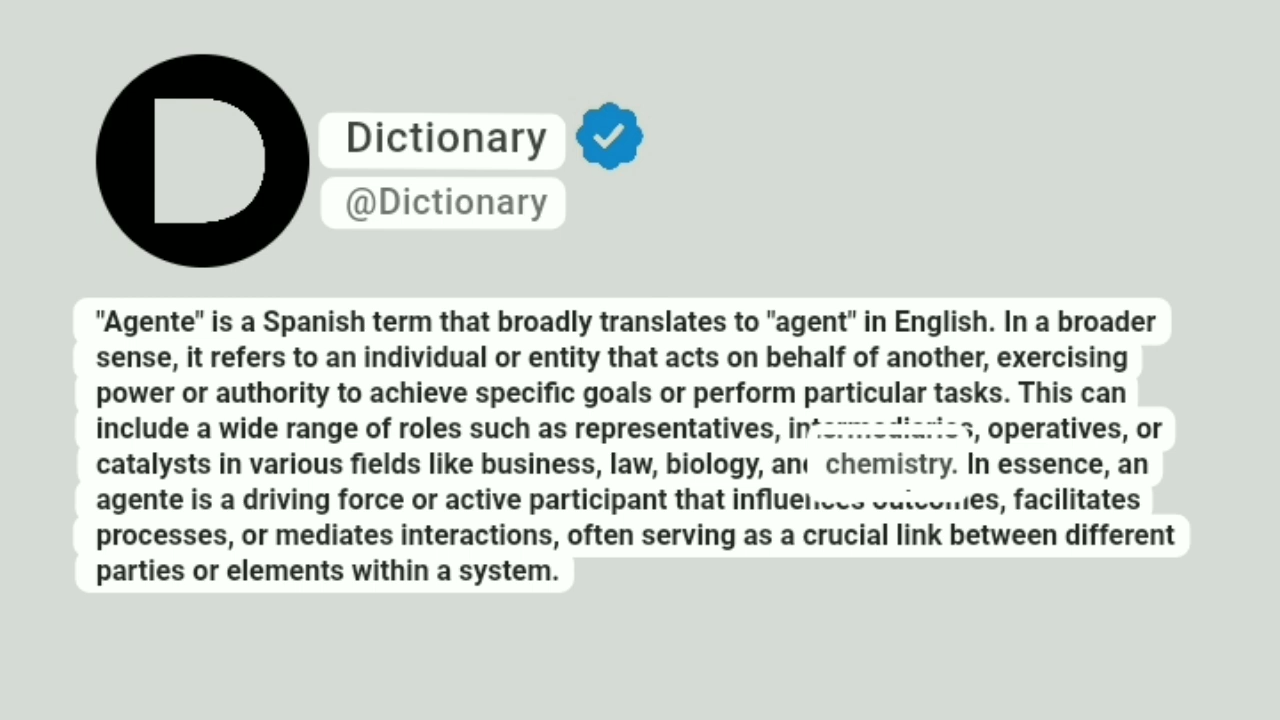 D
Dictionary
@Dictionary
"Agente" is a Spanish term that broadly translates to "agent" in English. In a broader
sense, it refers to an individual or entity that acts on behalf of another, exercising
power or authority to achieve specific goals or perform particular tasks. This can
include a wide range of roles such as representatives, intermediaries, operatives, or
catalysts in various fields like business, law, biology, and chemistry. In essence, an
agente is a driving force or active participant that influences outcomes, facilitates
processes, or mediates interactions, often serving as a crucial link between different
parties or elements within a system.